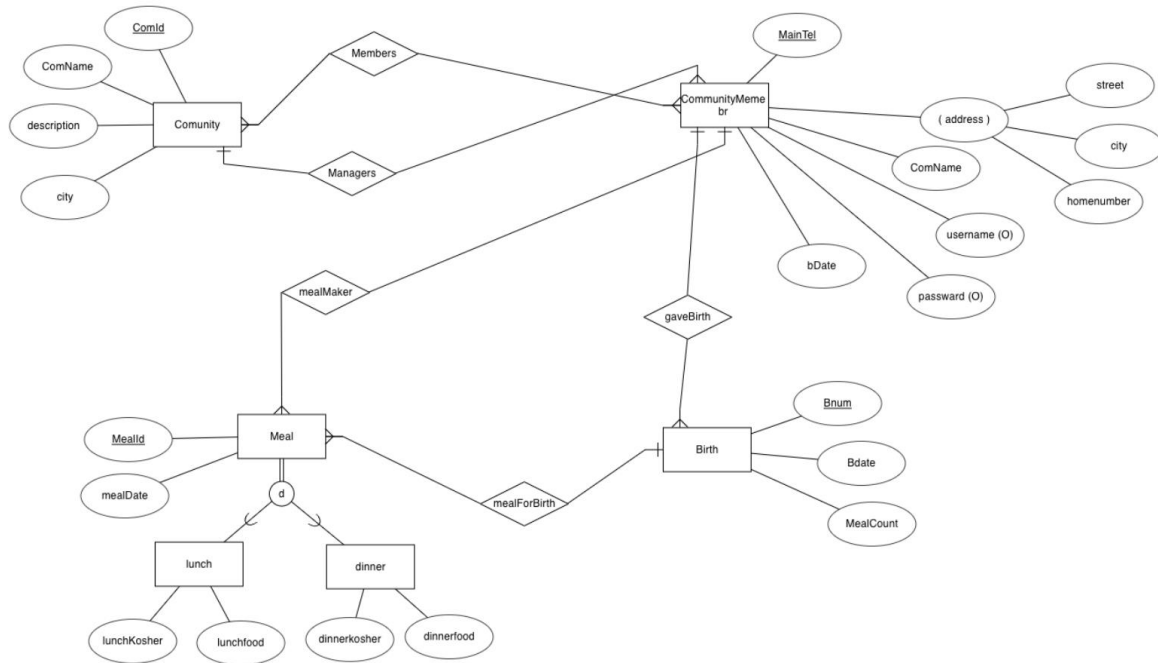 ComId
Members
MainTel
ComName
street
Comunity
CommunityMeme
br
description
( address )
city
Managers
ComName
city
homenumber
username (O)
bDate
mealMaker
passward (O)
gaveBirth
Bnum
MealId
Meal
Birth
Bdate
mealDate
d
mealForBirth
MealCount
lunch
dinner
lunchKosher
lunchfood
dinnerkosher
dinnerfood